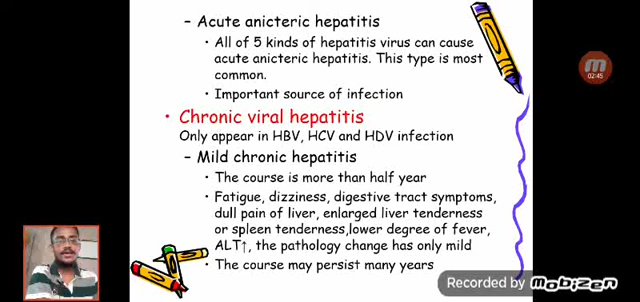 – Acute anicteric hepatitis
• All of 5 kinds of hepatitis virus can cause
acute anicteric hepatitis. This type is most
common.
• Important source of infection
• Chronic viral hepatitis
Only appear in HBV, HCV and HDV infection
– Mild chronic hepatitis
• The course is more than half year
• Fatigue, dizziness, digestive tract symptoms,
dull pain of liver, enlarged liver tenderness
or spleen tenderness,lower degree of fever,
ALT↑, the pathology change has only mild
• The course may persist many years
02:45
Recorded by mobizen